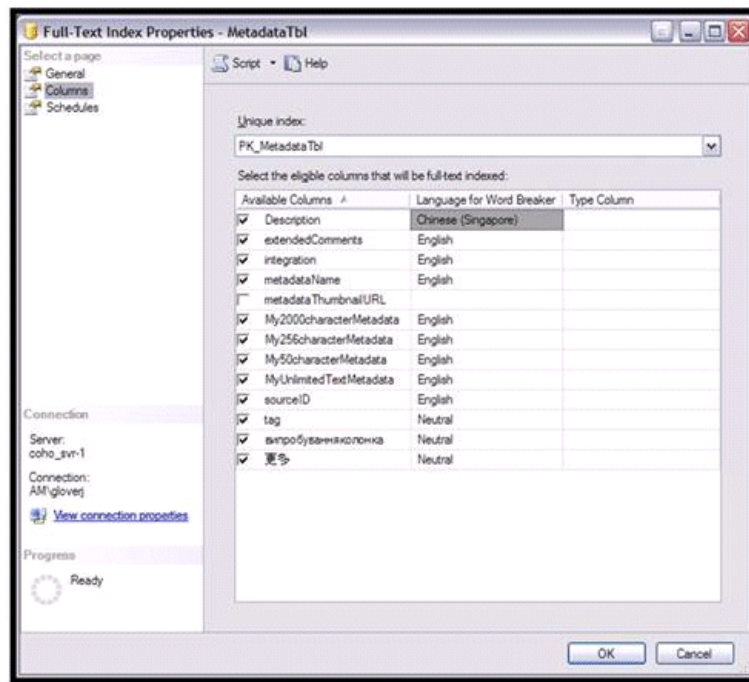 Full-Text Index Properties - MetadataTbl
Select a page
General
Columns
Schedules
Script
Help
Unique index:
PK_MetadataTbl
Select the eligible columns that will be full-text indexed:
Available Columns Language for Word Breaker Type Column
Description Chinese (Singapore)
extendedComments English
integration English
metadataName English
metadataThumbnailURL
My2000characterMetadata English
My256characterMetadata English
My50characterMetadata English
MyUnlimitedTextMetadata English
sourceID English
tag Neutral
випробуванняколонка Neutral
更多 Neutral
Connection
Server:
coho_svr-1
Connection:
AM\gloverj
View connection properties
Progress
Ready
OK Cancel